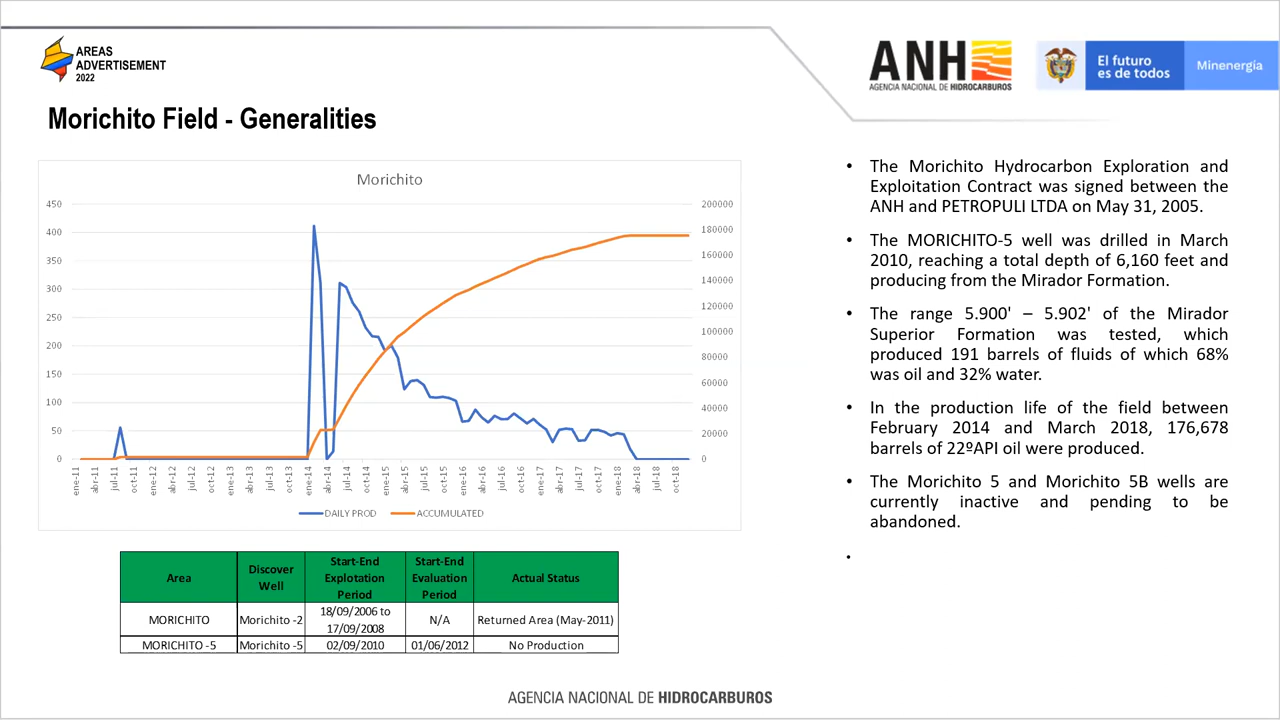 AREAS
ADVERTISEMENT
2022
ANH
AGENCIA NACIONAL DE HIDROCARBUROS
El futuro
es de todos
Minenergía
Morichito Field - Generalities
Morichito
450
400
350
300
250
200
150
100
50
0
200000
180000
160000
140000
120000
100000
80000
60000
40000
20000
0
ene-11
abr-11
jul-11
oct-11
ene-12
abr-12
jul-12
oct-12
ene-13
abr-13
jul-13
oct-13
ene-14
abr-14
jul-14
oct-14
ene-15
abr-15
jul-15
oct-15
ene-16
abr-16
jul-16
oct-16
ene-17
abr-17
jul-17
oct-17
ene-18
abr-18
jul-18
oct-18
DAILY PROD
ACCUMULATED
Area
Discover
Well
Start-End
Explotation
Period
Start-End
Evaluation
Period
Actual Status
MORICHITO
Morichito -2
18/09/2006 to
17/09/2008
N/A
Returned Area (May-2011)
MORICHITO -5
Morichito -5
02/09/2010
01/06/2012
No Production
• The Morichito Hydrocarbon Exploration and
Exploitation Contract was signed between the
ANH and PETROPULI LTDA on May 31, 2005.
• The MORICHITO-5 well was drilled in March
2010, reaching a total depth of 6,160 feet and
producing from the Mirador Formation.
• The range 5.900' – 5.902' of the Mirador
Superior Formation was tested, which
produced 191 barrels of fluids of which 68%
was oil and 32% water.
• In the production life of the field between
February 2014 and March 2018, 176,678
barrels of 22ºAPI oil were produced.
• The Morichito 5 and Morichito 5B wells are
currently inactive and pending to be
abandoned.
•
AGENCIA NACIONAL DE HIDROCARBUROS